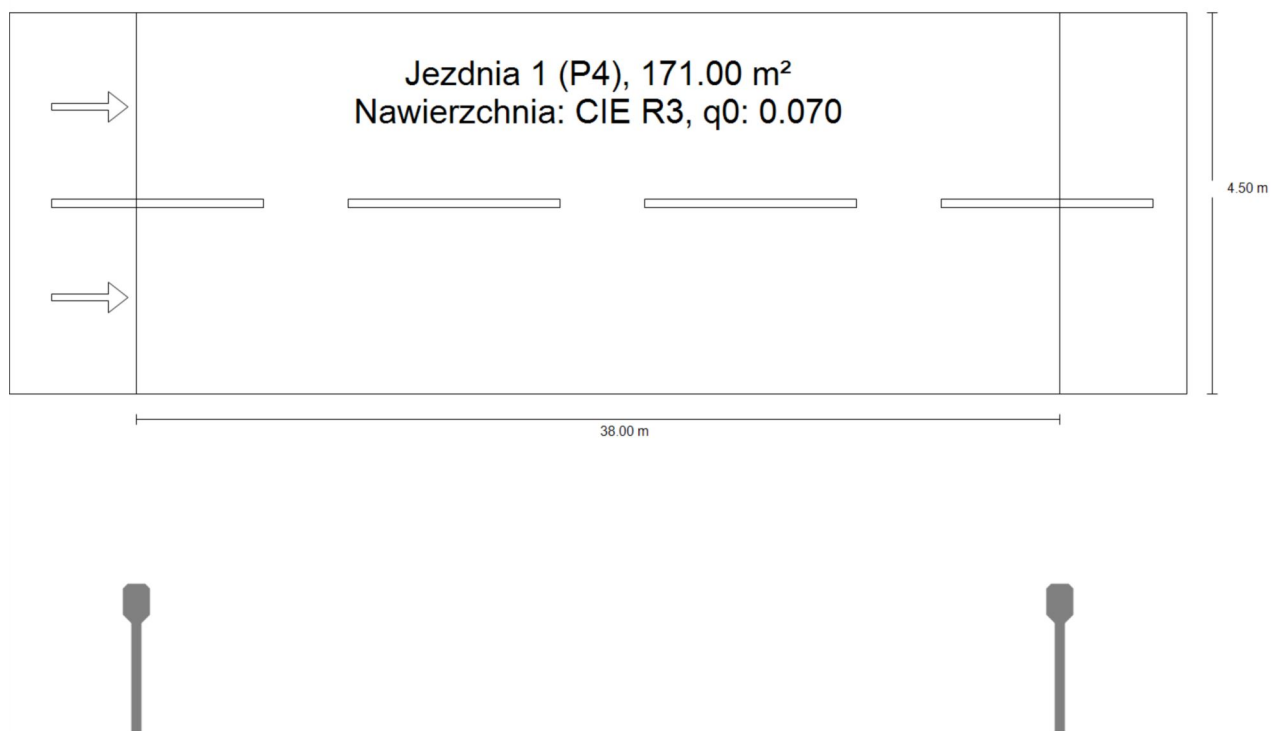 Jezdnia 1 (P4), 171.00 m²
Nawierzchnia: CIE R3, q0: 0.070
4.50 m
38.00 m